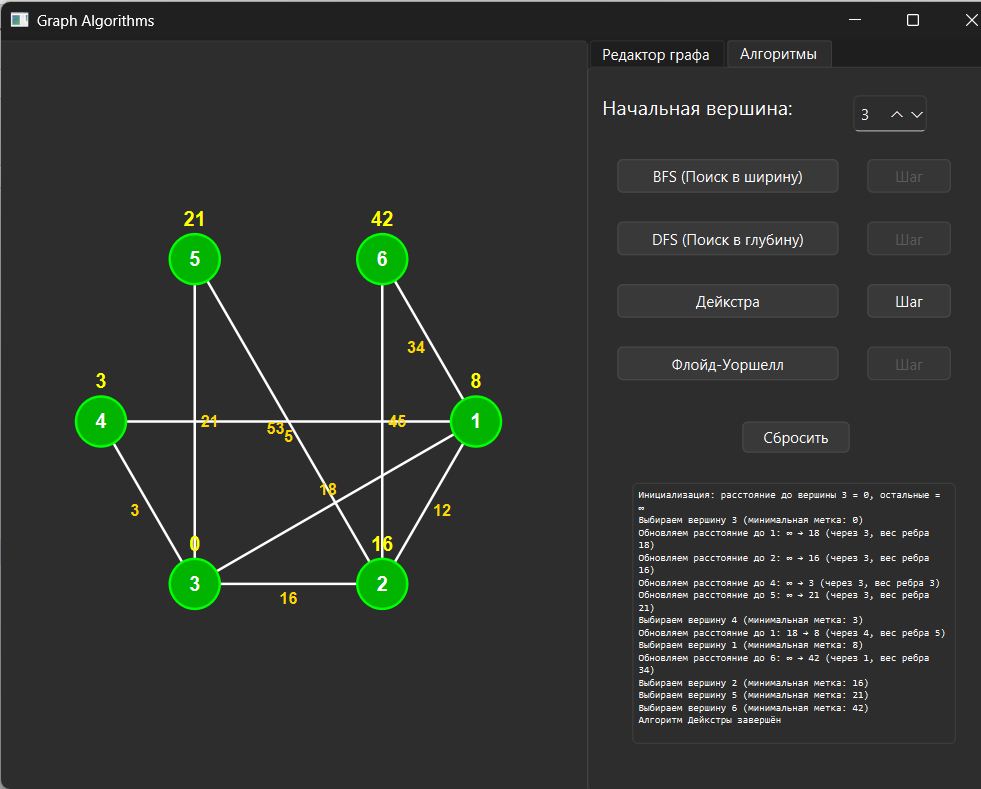 Graph Algorithms
Редактор графа
Алгоритмы
Начальная вершина:
3
BFS (Поиск в ширину)
Шаг
DFS (Поиск в глубину)
Шаг
Дейкстра
Шаг
Флойд-Уоршелл
Шаг
Сбросить
21
42
5
6
34
3
8
4
1
21
53
5
45
18
3
12
0
16
3
2
16
Инициализация: расстояние до вершины 3 = 0, остальные =
∞
Выбираем вершину 3 (минимальная метка: 0)
Обновляем расстояние до 1: ∞ → 18 (через 3, вес ребра
18)
Обновляем расстояние до 2: ∞ → 16 (через 3, вес ребра
16)
Обновляем расстояние до 4: ∞ → 3 (через 3, вес ребра 3)
Обновляем расстояние до 5: ∞ → 21 (через 3, вес ребра
21)
Выбираем вершину 4 (минимальная метка: 3)
Обновляем расстояние до 1: 18 → 8 (через 4, вес ребра 5)
Выбираем вершину 1 (минимальная метка: 8)
Обновляем расстояние до 6: ∞ → 42 (через 1, вес ребра
34)
Выбираем вершину 2 (минимальная метка: 16)
Выбираем вершину 5 (минимальная метка: 21)
Выбираем вершину 6 (минимальная метка: 42)
Алгоритм Дейкстры завершён